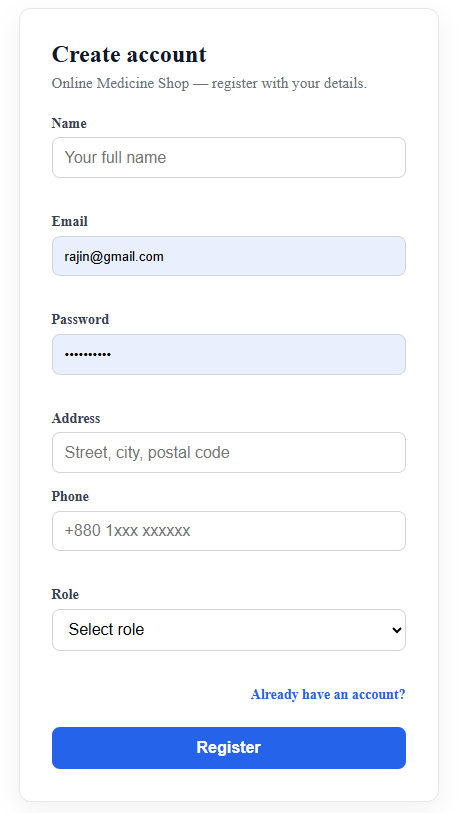 Create account
Online Medicine Shop — register with your details.
Name
Your full name
Email
rajin@gmail.com
Password
••••••••••
Address
Street, city, postal code
Phone
+880 1xxx xxxxxx
Role
Select role
Already have an account?
Register